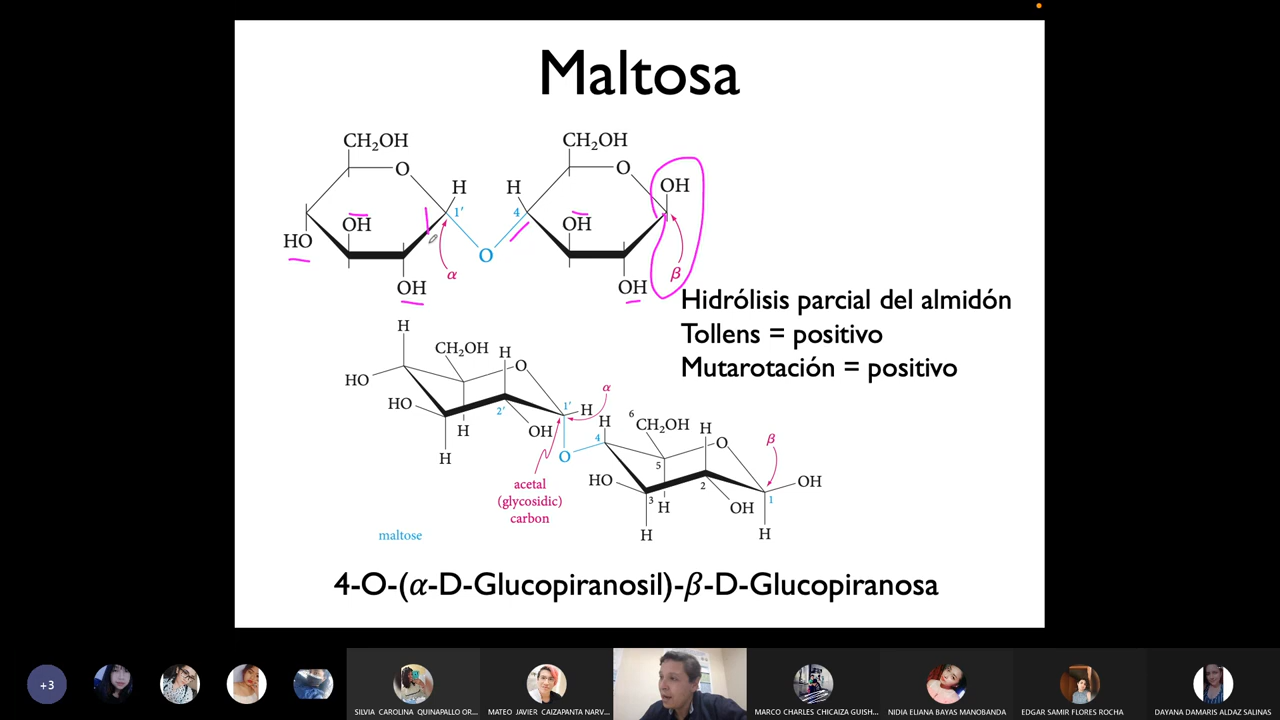 Maltosa
CH₂OH
CH₂OH
O
O
H
H
OH
1'
4
OH
OH
HO
O
α
β
OH
OH
Hidrólisis parcial del almidón
Tollens = positivo
Mutarotación = positivo
H
CH₂OH
H
O
HO
α
HO
2'
1'
H
H
6
CH₂OH
H
OH
4
O
β
H
O
5
H
acetal
(glycosidic)
carbon
HO
2
OH
3
H
OH
1
maltose
H
H
4-O-(α-D-Glucopiranosil)-β-D-Glucopiranosa
+3
SILVIA CAROLINA QUINAPALLO OR...
MATEO JAVIER CAIZAPANTA NARV...
MARCO CHARLES CHICAIZA GUISH...
NIDIA ELIANA BAYAS MANOBANDA
EDGAR SAMIR FLORES ROCHA
DAYANA DAMARIS ALDAZ SALINAS